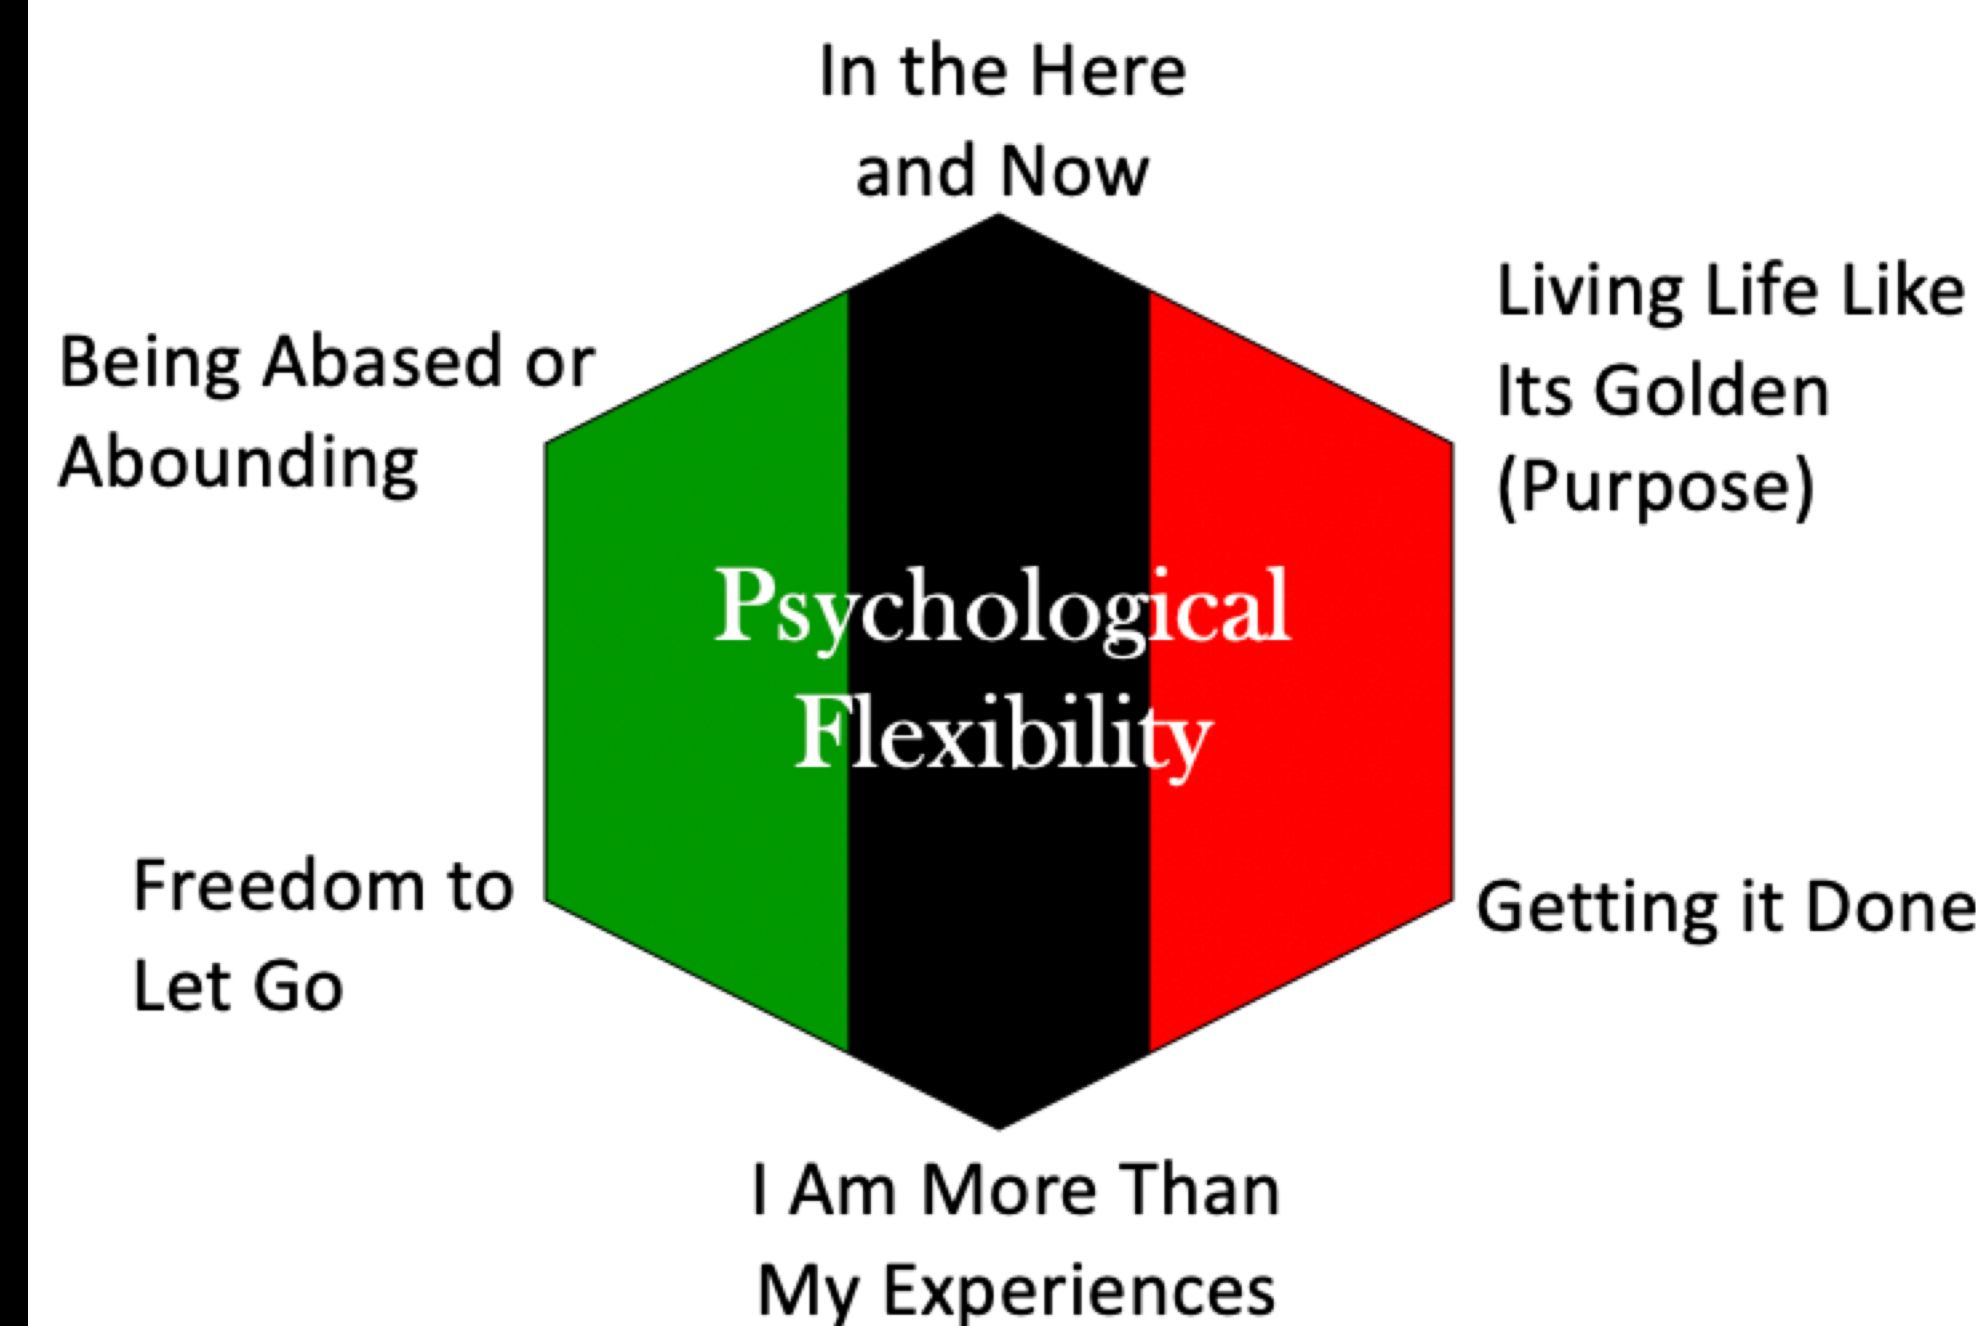 In the Here
and Now
Living Life Like
Its Golden
(Purpose)
Being Abased or
Abounding
Psychological
Flexibility
Freedom to
Let Go
Getting it Done
I Am More Than
My Experiences